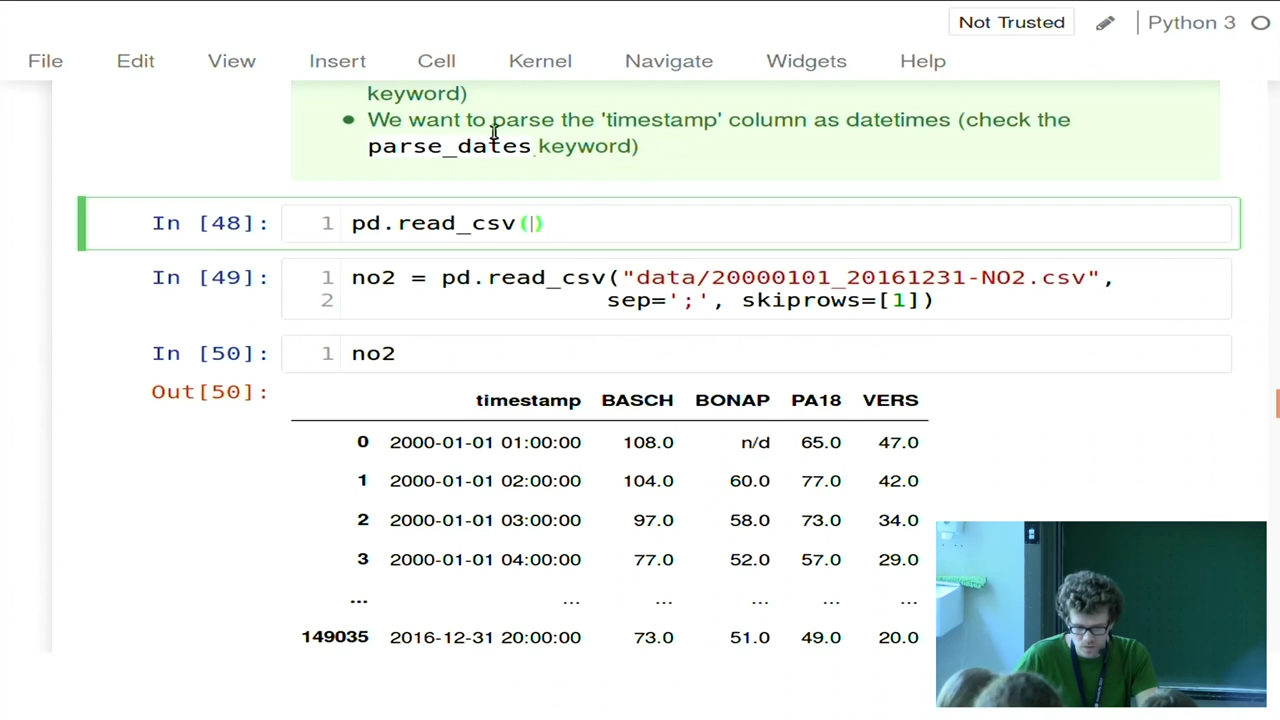 Not Trusted
Python 3
File Edit View Insert Cell Kernel Navigate Widgets Help
keyword)
• We want to parse the 'timestamp' column as datetimes (check the
parse_dates keyword)
In [48]: 1 pd.read_csv()
In [49]: 1 no2 = pd.read_csv("data/20000101_20161231-NO2.csv",
2 sep=';', skiprows=[1])
In [50]: 1 no2
Out[50]:
timestamp BASCH BONAP PA18 VERS
0 2000-01-01 01:00:00 108.0 n/d 65.0 47.0
1 2000-01-01 02:00:00 104.0 60.0 77.0 42.0
2 2000-01-01 03:00:00 97.0 58.0 73.0 34.0
3 2000-01-01 04:00:00 77.0 52.0 57.0 29.0
... ... ... ... ... ...
149035 2016-12-31 20:00:00 73.0 51.0 49.0 20.0